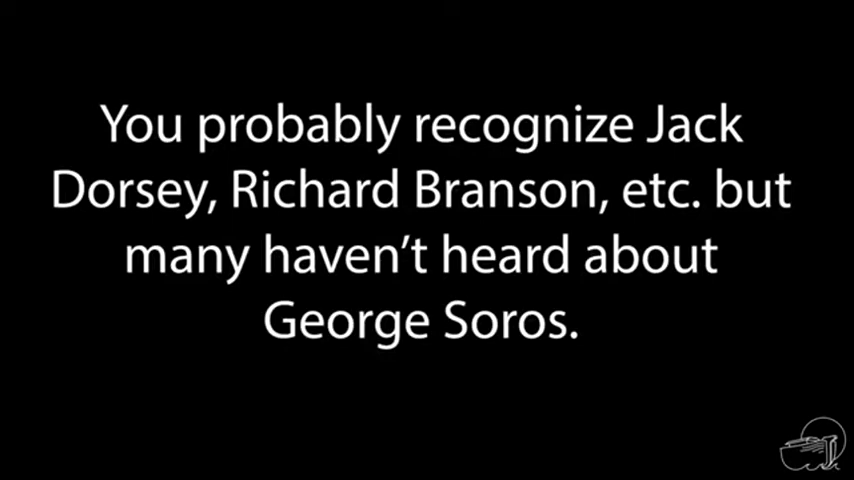 You probably recognize Jack
Dorsey, Richard Branson, etc. but
many haven’t heard about
George Soros.